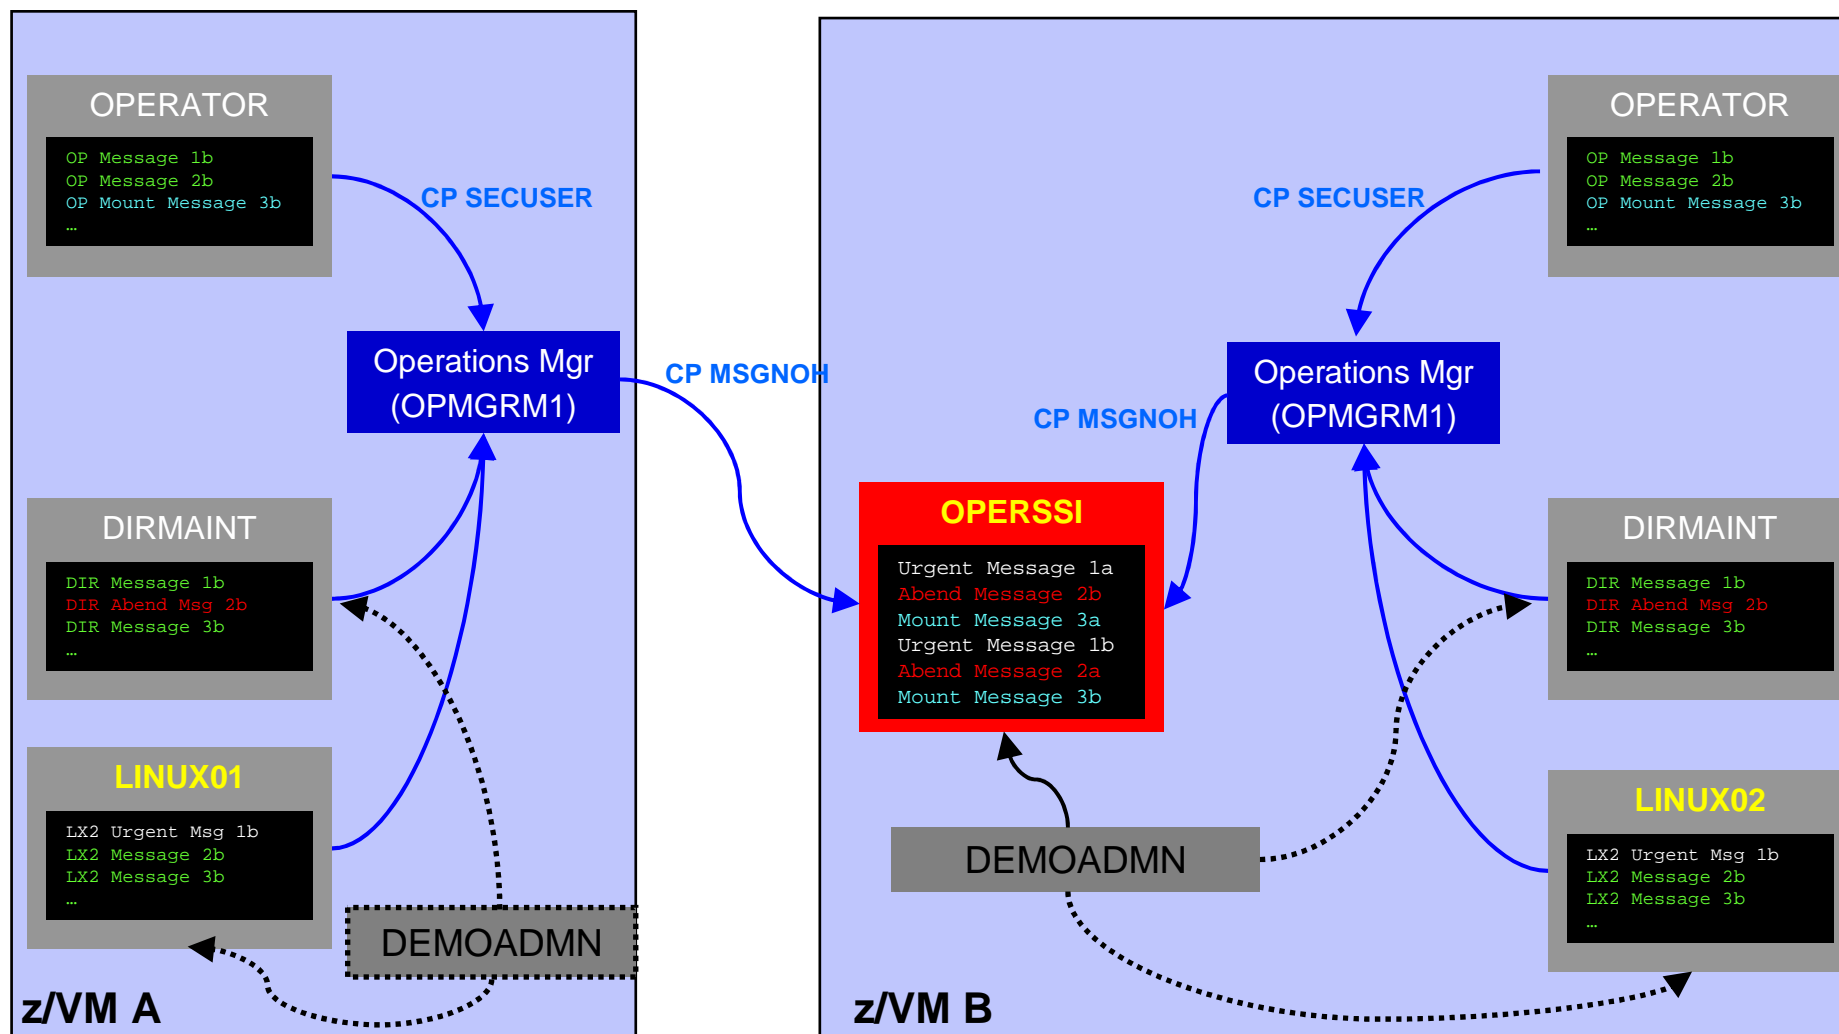 OPERATOR
OP Message 1b
OP Message 2b
OP Mount Message 3b
…
CP SECUSER
Operations Mgr
(OPMGRM1)
CP MSGNOH
DIRMAINT
DIR Message 1b
DIR Abend Msg 2b
DIR Message 3b
…
LINUX01
LX2 Urgent Msg 1b
LX2 Message 2b
LX2 Message 3b
…
DEMOADMN
z/VM A
OPERATOR
OP Message 1b
OP Message 2b
OP Mount Message 3b
…
CP SECUSER
Operations Mgr
(OPMGRM1)
CP MSGNOH
OPERSSI
Urgent Message 1a
Abend Message 2b
Mount Message 3a
Urgent Message 1b
Abend Message 2a
Mount Message 3b
DIRMAINT
DIR Message 1b
DIR Abend Msg 2b
DIR Message 3b
…
DEMOADMN
LINUX02
LX2 Urgent Msg 1b
LX2 Message 2b
LX2 Message 3b
…
z/VM B